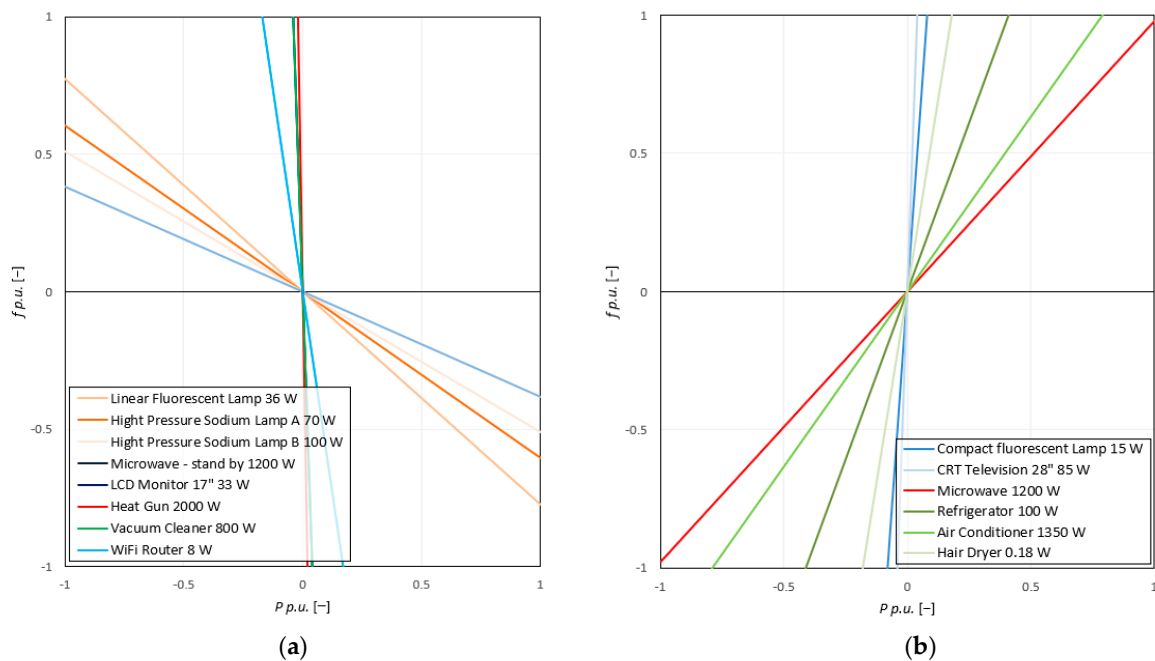 1
0.5
0
-0.5
-1
-1
-0.5
0
0.5
1
f p.u. [−]
P p.u. [−]
Linear Fluorescent Lamp 36 W
Hight Pressure Sodium Lamp A 70 W
Hight Pressure Sodium Lamp B 100 W
Microwave - stand by 1200 W
LCD Monitor 17" 33 W
Heat Gun 2000 W
Vacuum Cleaner 800 W
WiFi Router 8 W
(a)
1
0.5
0
-0.5
-1
-1
-0.5
0
0.5
1
f p.u. [−]
P p.u. [−]
Compact fluorescent Lamp 15 W
CRT Television 28" 85 W
Microwave 1200 W
Refrigerator 100 W
Air Conditioner 1350 W
Hair Dryer 0.18 W
(b)